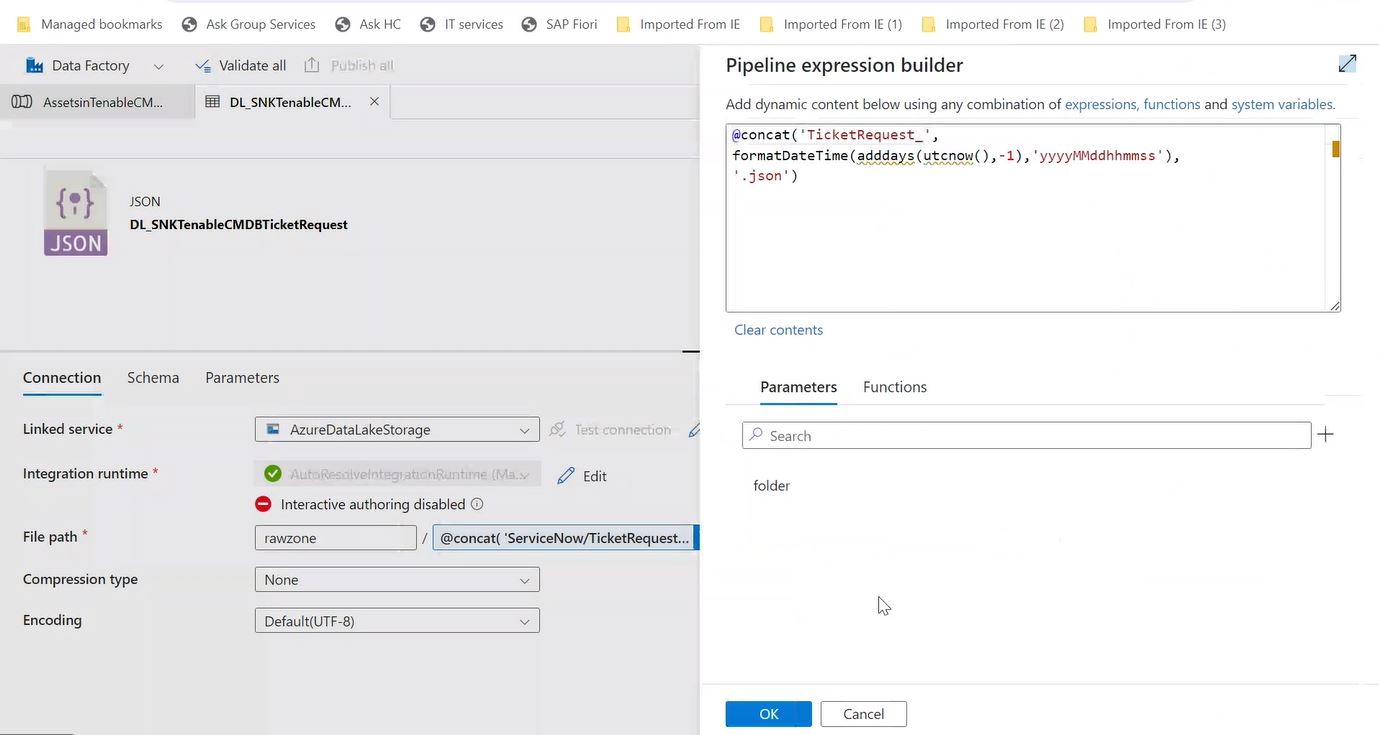 Managed bookmarks Ask Group Services Ask HC IT services SAP Fiori Imported From IE Imported From IE (1) Imported From IE (2) Imported From IE (3)
Data Factory Validate all Publish all
AssetsinTenableCM... DL_SNKTenableCM...
JSON
JSON
DL_SNKTenableCMDBTicketRequest
Connection Schema Parameters
Linked service * AzureDataLakeStorage Test connection
Integration runtime * AutoResolveIntegrationRuntime (Ma... Edit
Interactive authoring disabled
File path * rawzone / @concat( 'ServiceNow/TicketRequest...
Compression type None
Encoding Default(UTF-8)
Pipeline expression builder
Add dynamic content below using any combination of expressions, functions and system variables.
@concat('TicketRequest_',
formatDateTime(adddays(utcnow(),-1),'yyyyMMddhhmmss'),
'.json')
Clear contents
Parameters Functions
Search
folder
OK Cancel